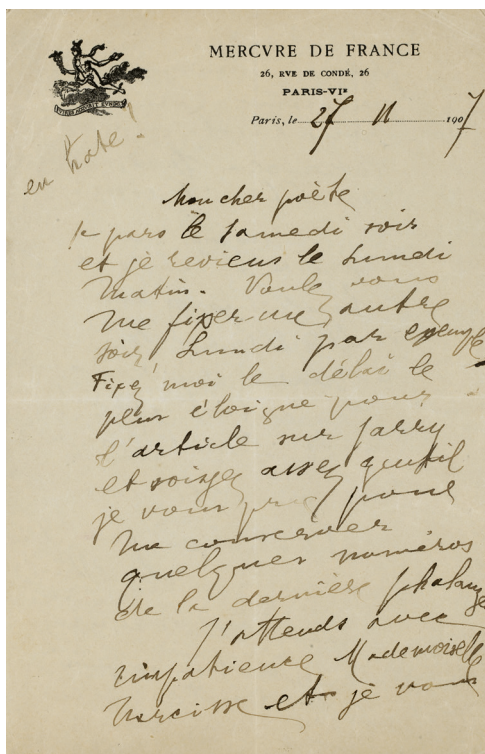 MERCVRE DE FRANCE
26, RVE DE CONDÉ, 26
PARIS-VIe
Paris, le 27 11 1907
en hate!
Mon cher poète
Je pars le samedi soir
et je reviens le Lundi
Matin. Voulez vous
me fixer un autre
soir Lundi par exemple
Fixez moi le délai le
plus éloigné pour
l'article sur Jarry
et soyez assez gentil
je vous prie pour
me conserver
quelques numéros
de la dernière phalange
J'attends avec
impatience Mademoiselle
Narcisse et je vous